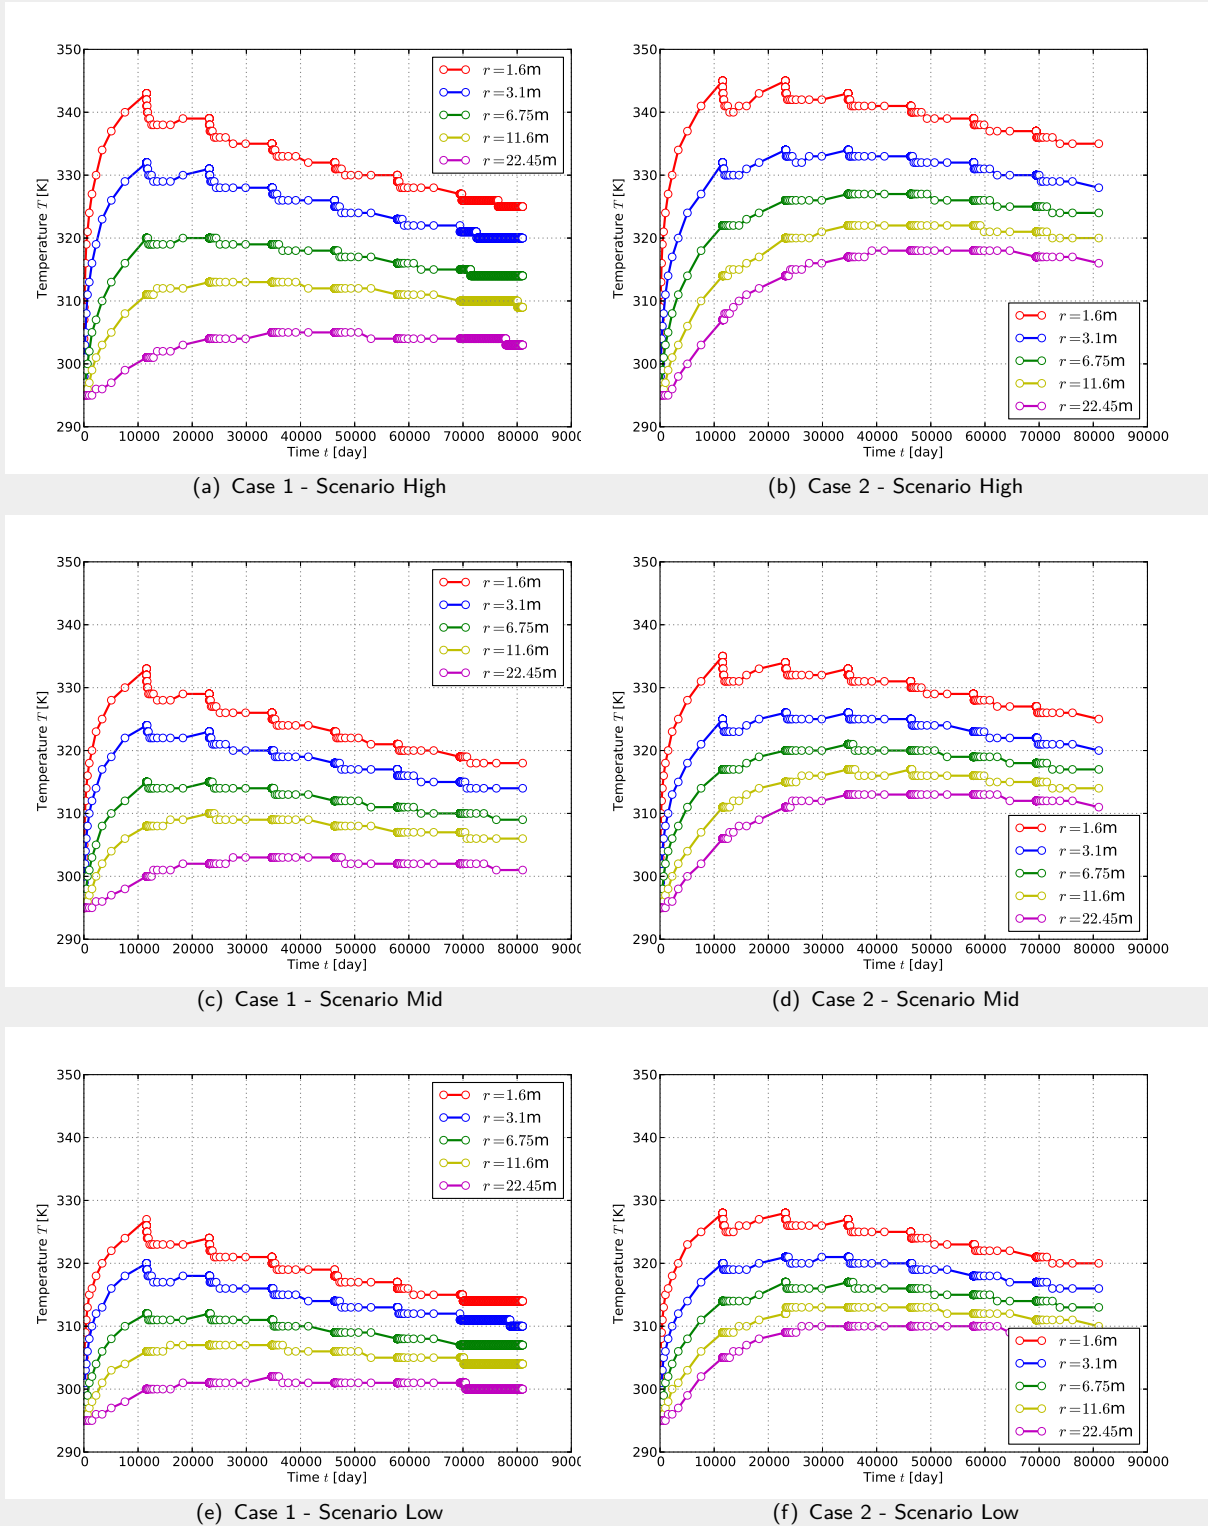 350
340
330
320
310
300
290
Temperature T [K]
r = 1.6m
r = 3.1m
r = 6.75m
r = 11.6m
r = 22.45m
0 10000 20000 30000 40000 50000 60000 70000 80000 9000
Time t [day]
(a) Case 1 - Scenario High
350
340
330
320
310
300
290
Temperature T [K]
r = 1.6m
r = 3.1m
r = 6.75m
r = 11.6m
r = 22.45m
0 10000 20000 30000 40000 50000 60000 70000 80000 90000
Time t [day]
(b) Case 2 - Scenario High
350
340
330
320
310
300
290
Temperature T [K]
r = 1.6m
r = 3.1m
r = 6.75m
r = 11.6m
r = 22.45m
0 10000 20000 30000 40000 50000 60000 70000 80000 9000
Time t [day]
(c) Case 1 - Scenario Mid
350
340
330
320
310
300
290
Temperature T [K]
r = 1.6m
r = 3.1m
r = 6.75m
r = 11.6m
r = 22.45m
0 10000 20000 30000 40000 50000 60000 70000 80000 90000
Time t [day]
(d) Case 2 - Scenario Mid
350
340
330
320
310
300
290
Temperature T [K]
r = 1.6m
r = 3.1m
r = 6.75m
r = 11.6m
r = 22.45m
0 10000 20000 30000 40000 50000 60000 70000 80000 9000
Time t [day]
(e) Case 1 - Scenario Low
350
340
330
320
310
300
290
Temperature T [K]
r = 1.6m
r = 3.1m
r = 6.75m
r = 11.6m
r = 22.45m
0 10000 20000 30000 40000 50000 60000 70000 80000 90000
Time t [day]
(f) Case 2 - Scenario Low